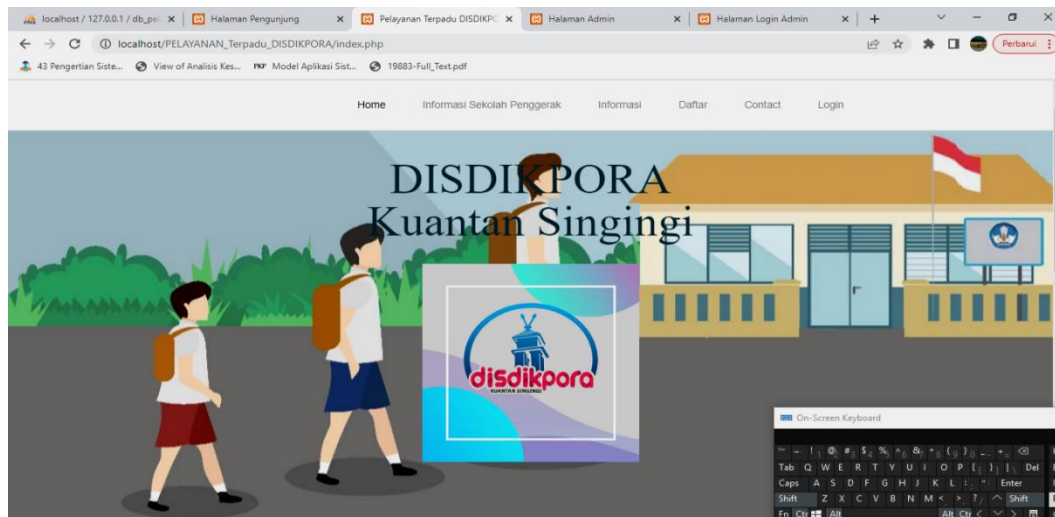 localhost / 127.0.0.1 / db_pel
Halaman Pengunjung
Pelayanan Terpadu DISDIKPO
Halaman Admin
Halaman Login Admin
localhost/PELAYANAN_Terpadu_DISDIKPORA/index.php
Perbarui
43 Pengertian Siste...
View of Analisis Kes...
PKP Model Aplikasi Sist...
19883-Full_Text.pdf
Home Informasi Sekolah Penggerak Informasi Daftar Contact Login
DISDIKPORA
Kuantan Singingi
disdikpora
KUANTAN SINGINGI
On-Screen Keyboard
Tab Q W E R T Y U I O P [ ] \ Del
Caps A S D F G H J K L Enter
Shift Z X C V B N M < > ? / Shift
Fn Ctr Alt Alt Ctr